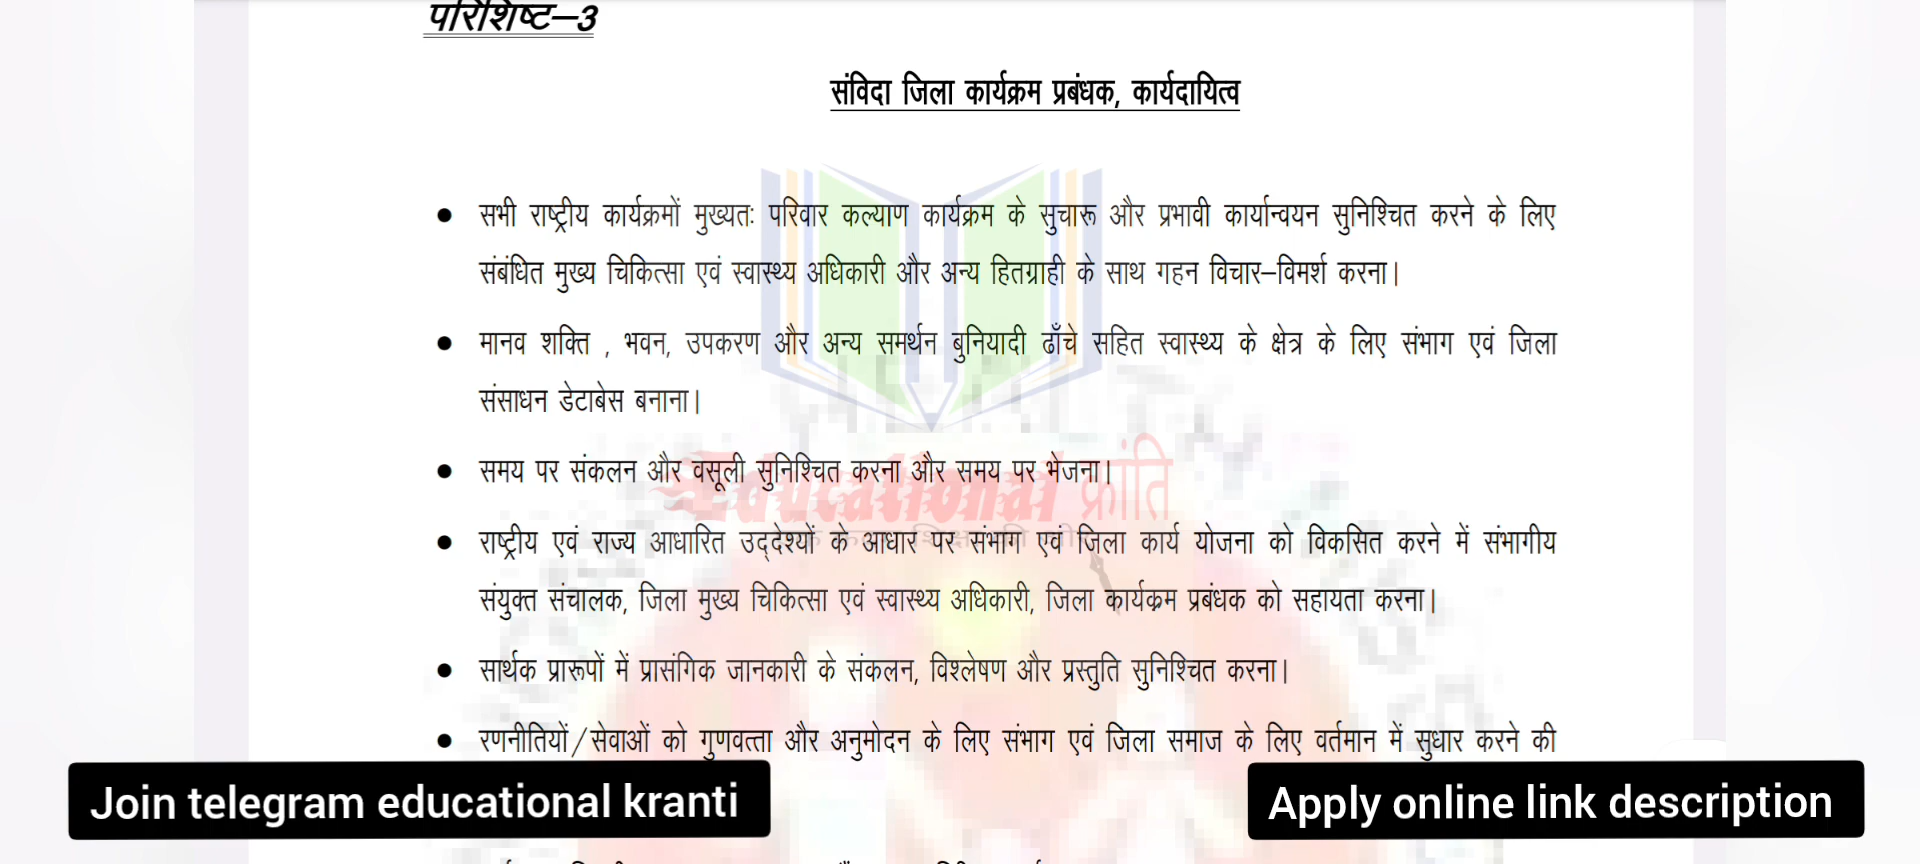 परिशिष्ट–3
संविदा जिला कार्यक्रम प्रबंधक, कार्यदायित्व
● सभी राष्ट्रीय कार्यक्रमों मुख्यतः परिवार कल्याण कार्यक्रम के सुचारू और प्रभावी कार्यान्वयन सुनिश्चित करने के लिए
संबंधित मुख्य चिकित्सा एवं स्वास्थ्य अधिकारी और अन्य हितग्राही के साथ गहन विचार–विमर्श करना।
● मानव शक्ति , भवन, उपकरण और अन्य समर्थन बुनियादी ढाँचे सहित स्वास्थ्य के क्षेत्र के लिए संभाग एवं जिला
संसाधन डेटाबेस बनाना।
● समय पर संकलन और वसूली सुनिश्चित करना और समय पर भेजना।
Educational क्रांति
● राष्ट्रीय एवं राज्य आधारित उद्देश्यों के आधार पर संभाग एवं जिला कार्य योजना को विकसित करने में संभागीय
संयुक्त संचालक, जिला मुख्य चिकित्सा एवं स्वास्थ्य अधिकारी, जिला कार्यक्रम प्रबंधक को सहायता करना।
● सार्थक प्रारूपों में प्रासंगिक जानकारी के संकलन, विश्लेषण और प्रस्तुति सुनिश्चित करना।
● रणनीतियों/सेवाओं को गुणवत्ता और अनुमोदन के लिए संभाग एवं जिला समाज के लिए वर्तमान में सुधार करने की
Join telegram educational kranti
Apply online link description